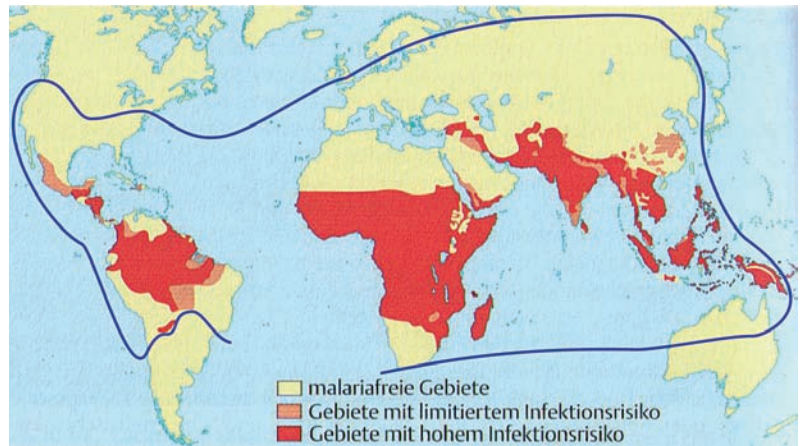 malariafreie Gebiete
Gebiete mit limitiertem Infektionsrisiko
Gebiete mit hohem Infektionsrisiko